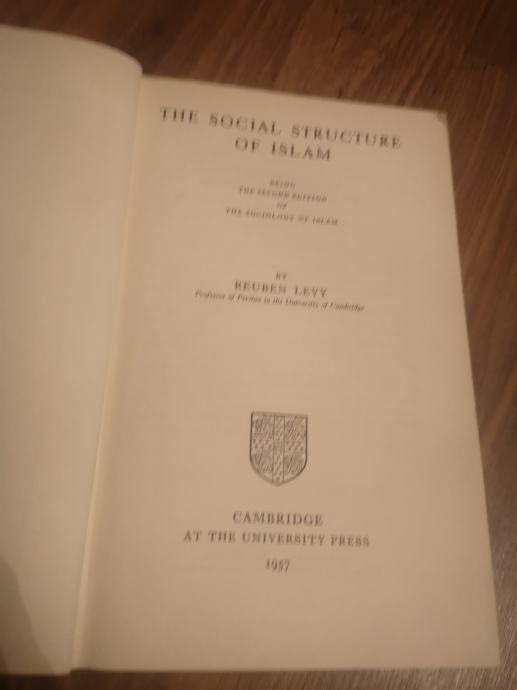 THE SOCIAL STRUCTURE
OF ISLAM
BEING
THE SECOND EDITION
OF
THE SOCIOLOGY OF ISLAM
BY
REUBEN LEVY
Professor of Persian in the University of Cambridge
CAMBRIDGE
AT THE UNIVERSITY PRESS
1957